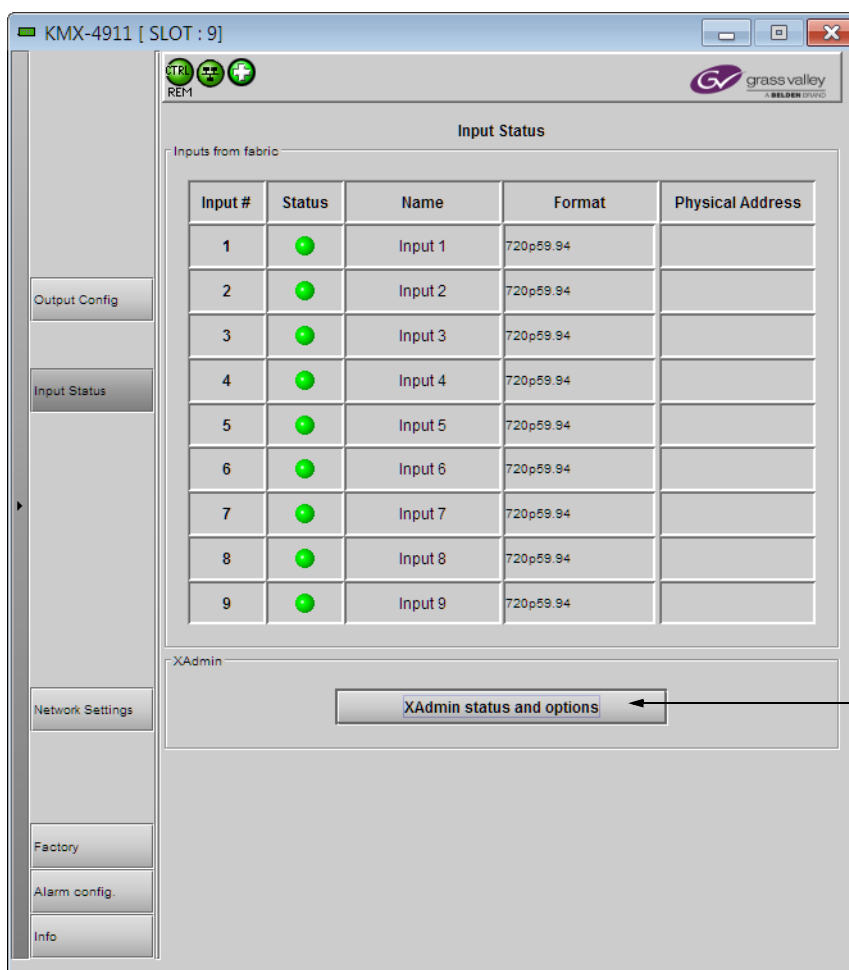 KMX-4911 [ SLOT : 9]
CTRL
REM
grass valley
A BELDEN BRAND
Input Status
Inputs from fabric
Input # Status Name Format Physical Address
1 Input 1 720p59.94
2 Input 2 720p59.94
3 Input 3 720p59.94
4 Input 4 720p59.94
5 Input 5 720p59.94
6 Input 6 720p59.94
7 Input 7 720p59.94
8 Input 8 720p59.94
9 Input 9 720p59.94
XAdmin
XAdmin status and options
Output Config
Input Status
Network Settings
Factory
Alarm config.
Info